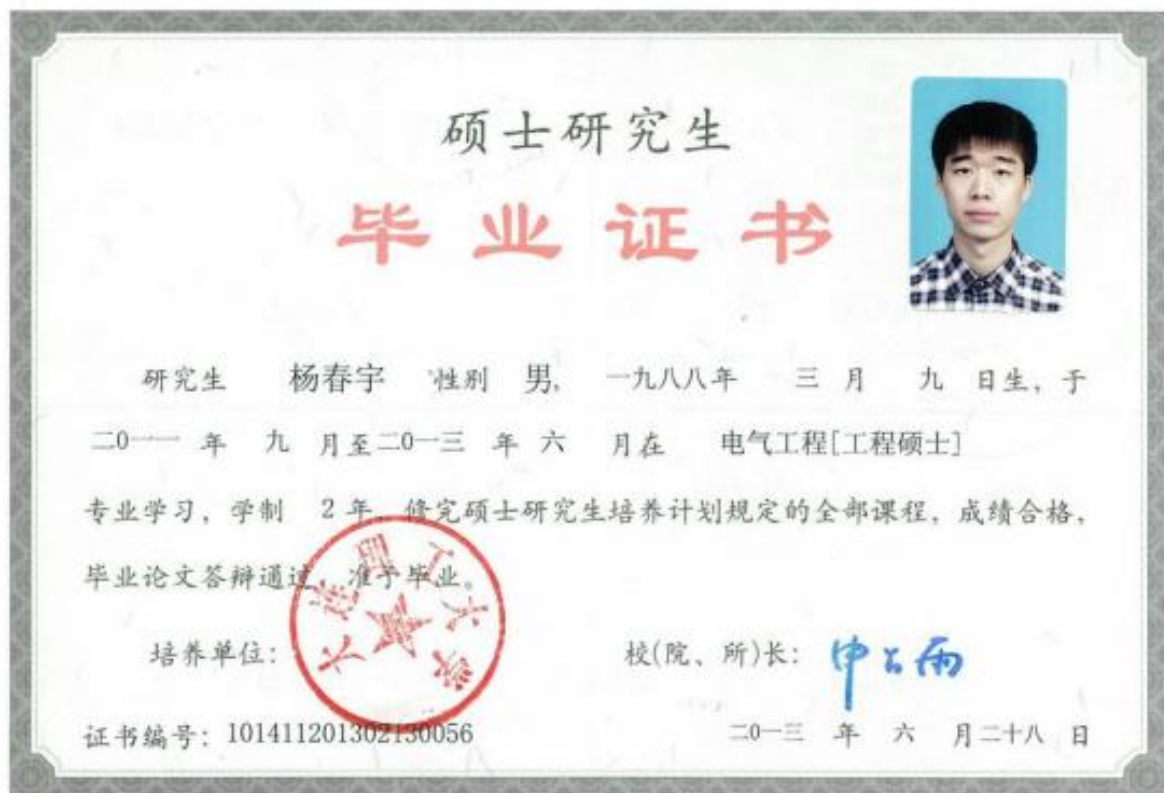 硕士研究生
毕业证书
研究生 杨春宇 性别 男, 一九八八年 三 月 九 日生, 于
二0一一 年 九 月至二0一三 年 六 月在 电气工程[工程硕士]
专业学习, 学制 2 年, 修完硕士研究生培养计划规定的全部课程, 成绩合格,
毕业论文答辩通过, 准予毕业。
大连理工大学
培养单位: 校(院、所)长:
证书编号: 101411201302130056 二0一三 年 六 月二十八 日